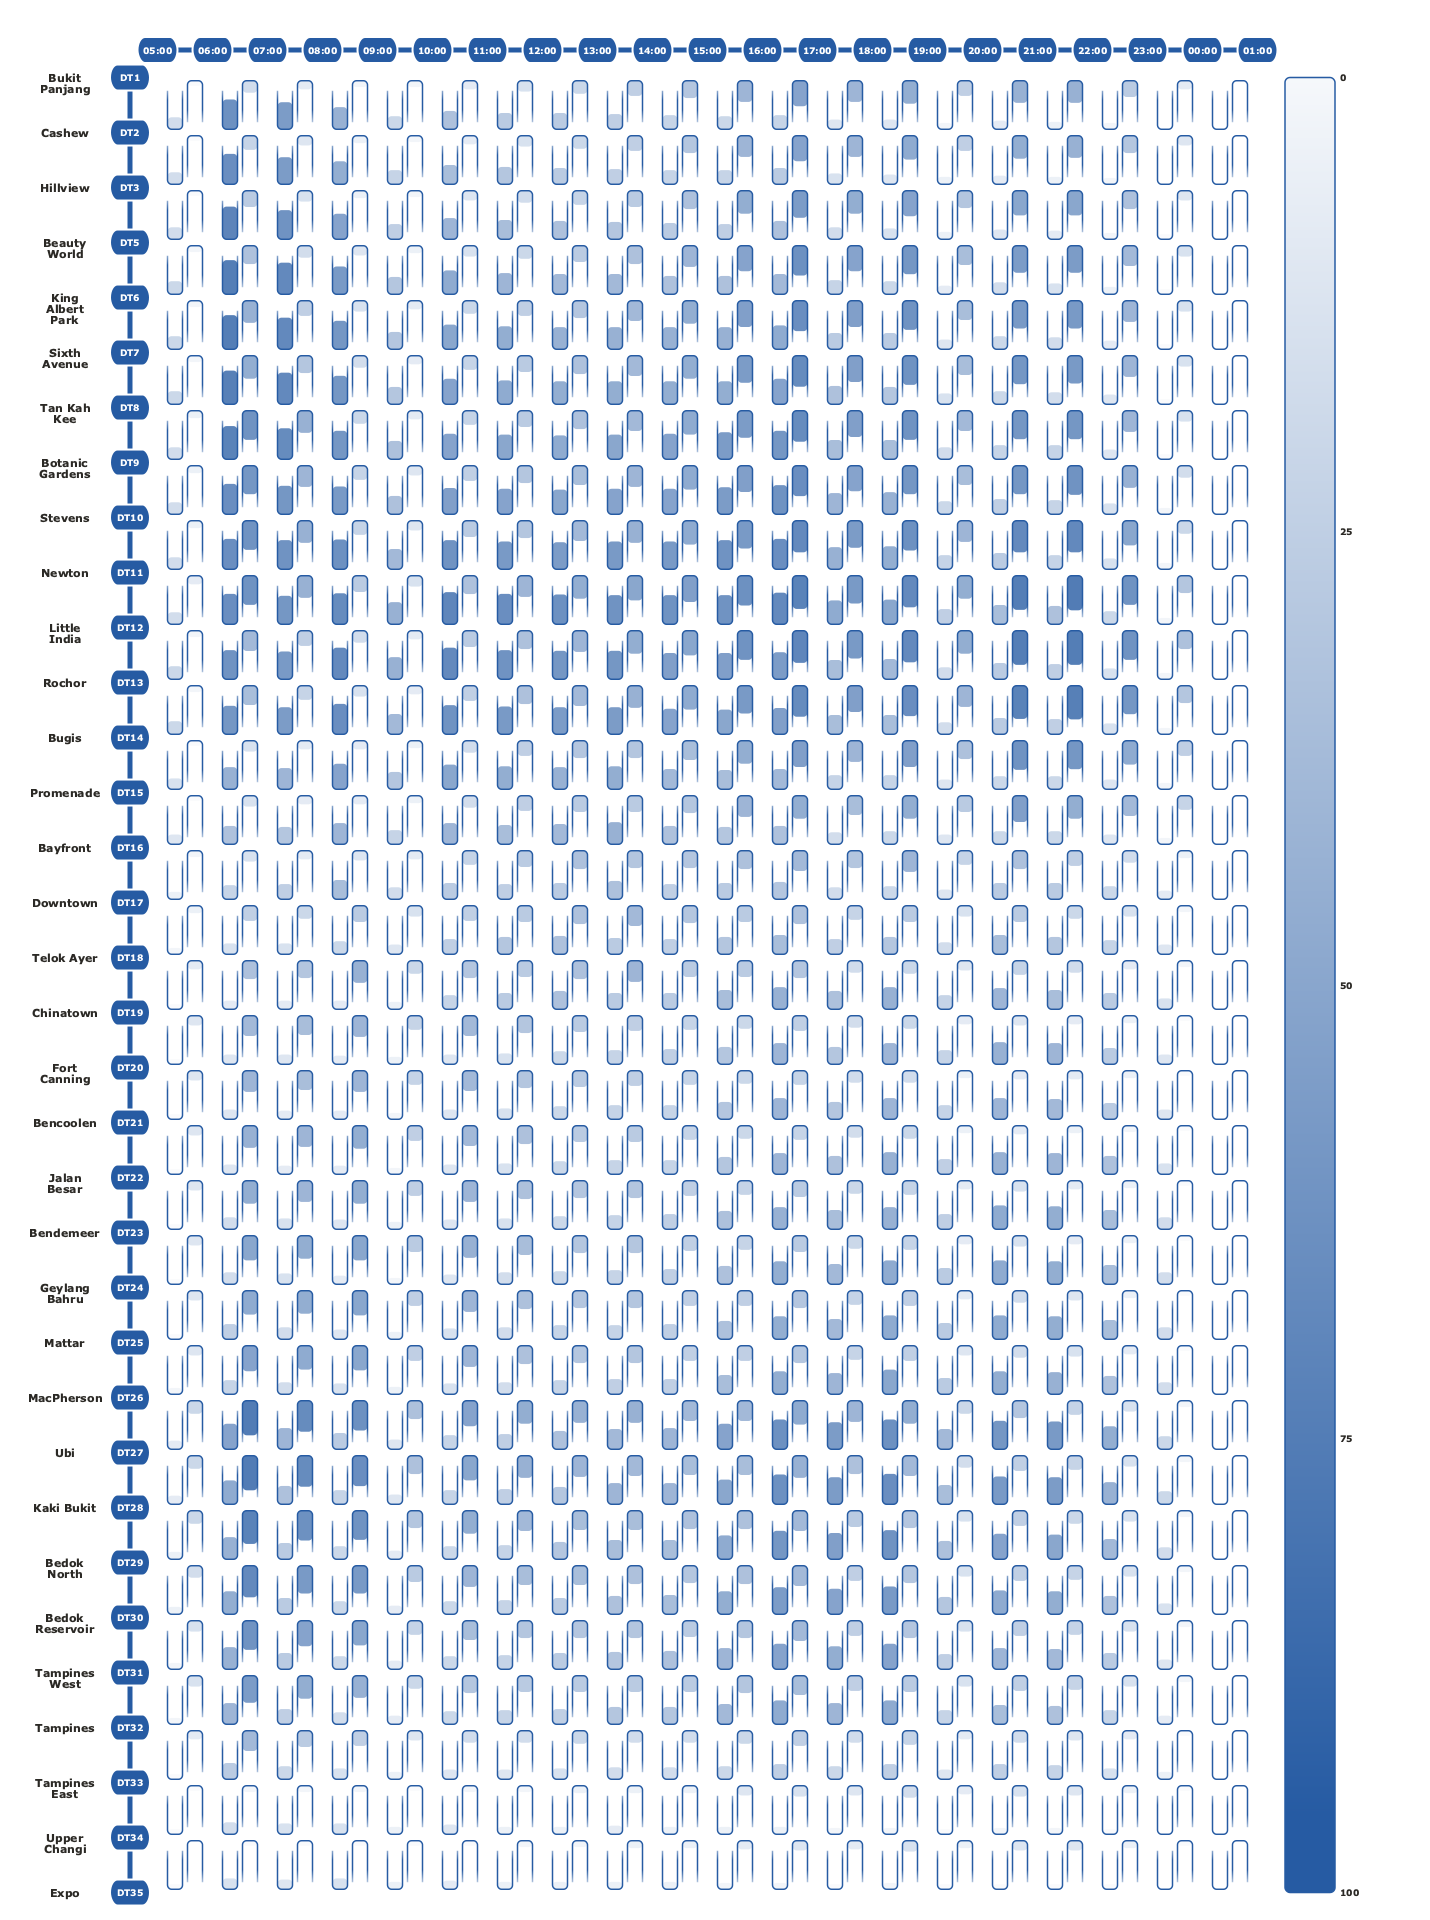 05:00 06:00 07:00 08:00 09:00 10:00 11:00 12:00 13:00 14:00 15:00 16:00 17:00 18:00 19:00 20:00 21:00 22:00 23:00 00:00 01:00
Bukit
Panjang
DT1
0
Cashew DT2
Hillview DT3
Beauty
World
DT5
King
Albert
Park
DT6
Sixth
Avenue
DT7
Tan Kah
Kee
DT8
Botanic
Gardens
DT9
Stevens DT10
25
Newton DT11
Little
India
DT12
Rochor DT13
Bugis DT14
Promenade DT15
Bayfront DT16
Downtown DT17
Telok Ayer DT18
50
Chinatown DT19
Fort
Canning
DT20
Bencoolen DT21
Jalan
Besar
DT22
Bendemeer DT23
Geylang
Bahru
DT24
Mattar DT25
MacPherson DT26
75
Ubi DT27
Kaki Bukit DT28
Bedok
North
DT29
Bedok
Reservoir
DT30
Tampines
West
DT31
Tampines DT32
Tampines
East
DT33
Upper
Changi
DT34
Expo DT35
100